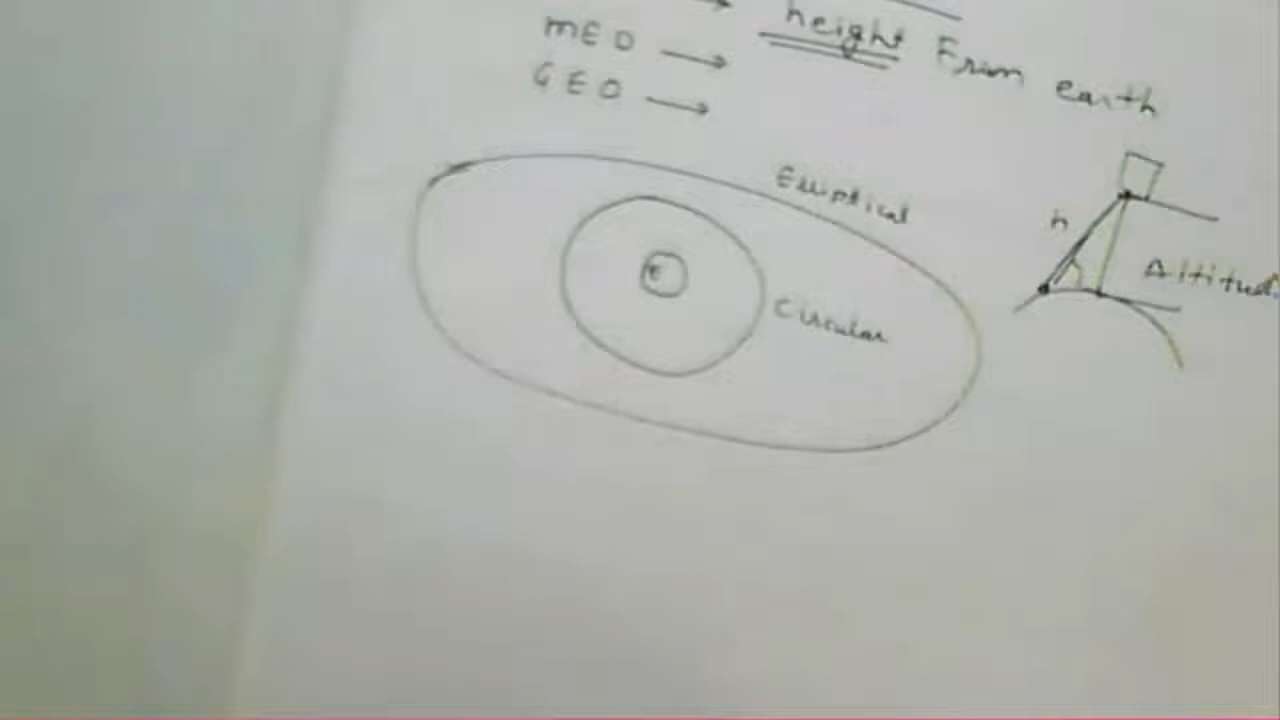 height From earth
MEO →
GEO →
Elliptical
h
E
Altitud
Circular